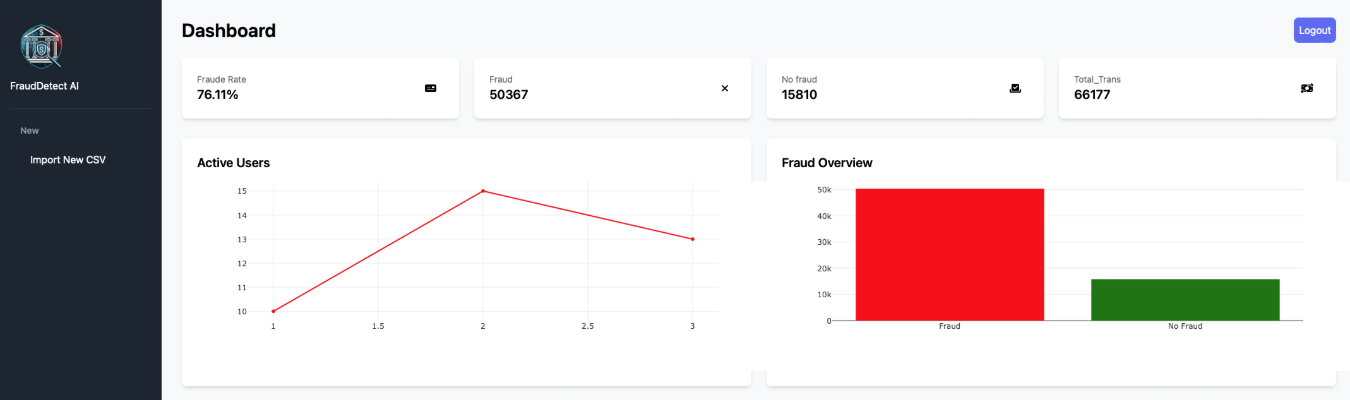 FraudDetect AI
New
Import New CSV
Dashboard
Logout
Fraude Rate
76.11%
Fraud
50367
No fraud
15810
Total_Trans
66177
Active Users
15
14
13
12
11
10
1
1.5
2
2.5
3
Fraud Overview
50k
40k
30k
20k
10k
0
Fraud
No Fraud